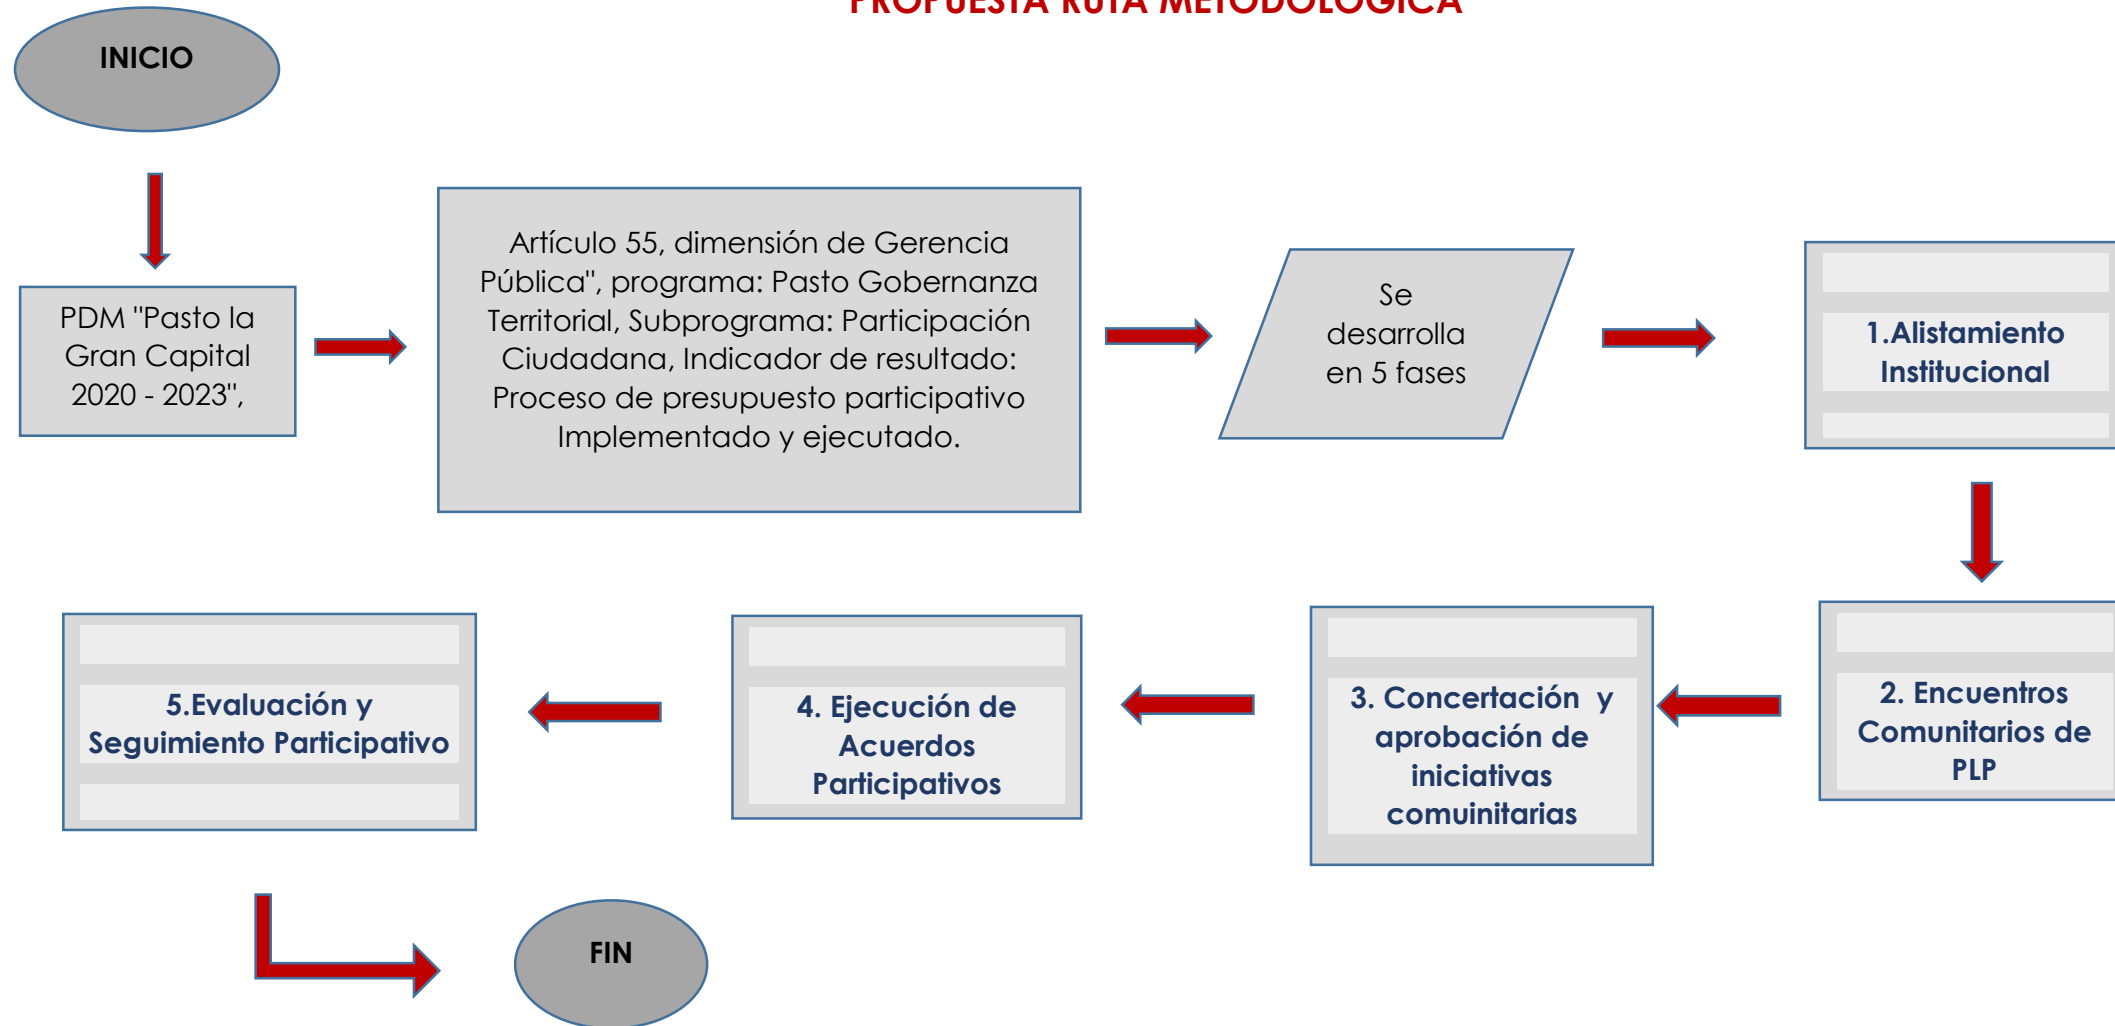 PROPUESTA RUTA METODOLÓGICA
INICIO
PDM "Pasto la
Gran Capital
2020 - 2023",
Artículo 55, dimensión de Gerencia
Pública", programa: Pasto Gobernanza
Territorial, Subprograma: Participación
Ciudadana, Indicador de resultado:
Proceso de presupuesto participativo
Implementado y ejecutado.
Se
desarrolla
en 5 fases
1.Alistamiento
Institucional
2. Encuentros
Comunitarios de
PLP
3. Concertación y
aprobación de
iniciativas
comuinitarias
4. Ejecución de
Acuerdos
Participativos
5.Evaluación y
Seguimiento Participativo
FIN